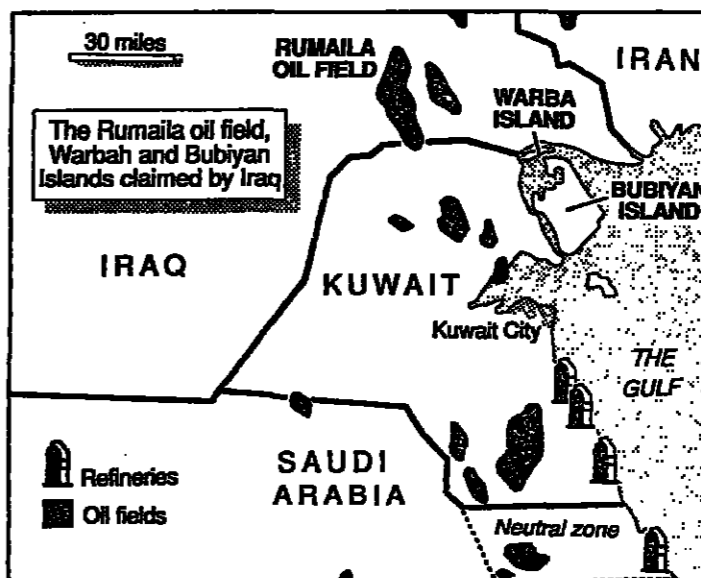 30 miles
RUMAILA
OIL FIELD
IRAN
WARBA
ISLAND
The Rumaila oil field,
Warbah and Bubiyan
Islands claimed by Iraq
BUBIYAN
ISLAND
IRAQ
KUWAIT
Kuwait City
THE
GULF
SAUDI
ARABIA
Refineries
Oil fields
Neutral zone